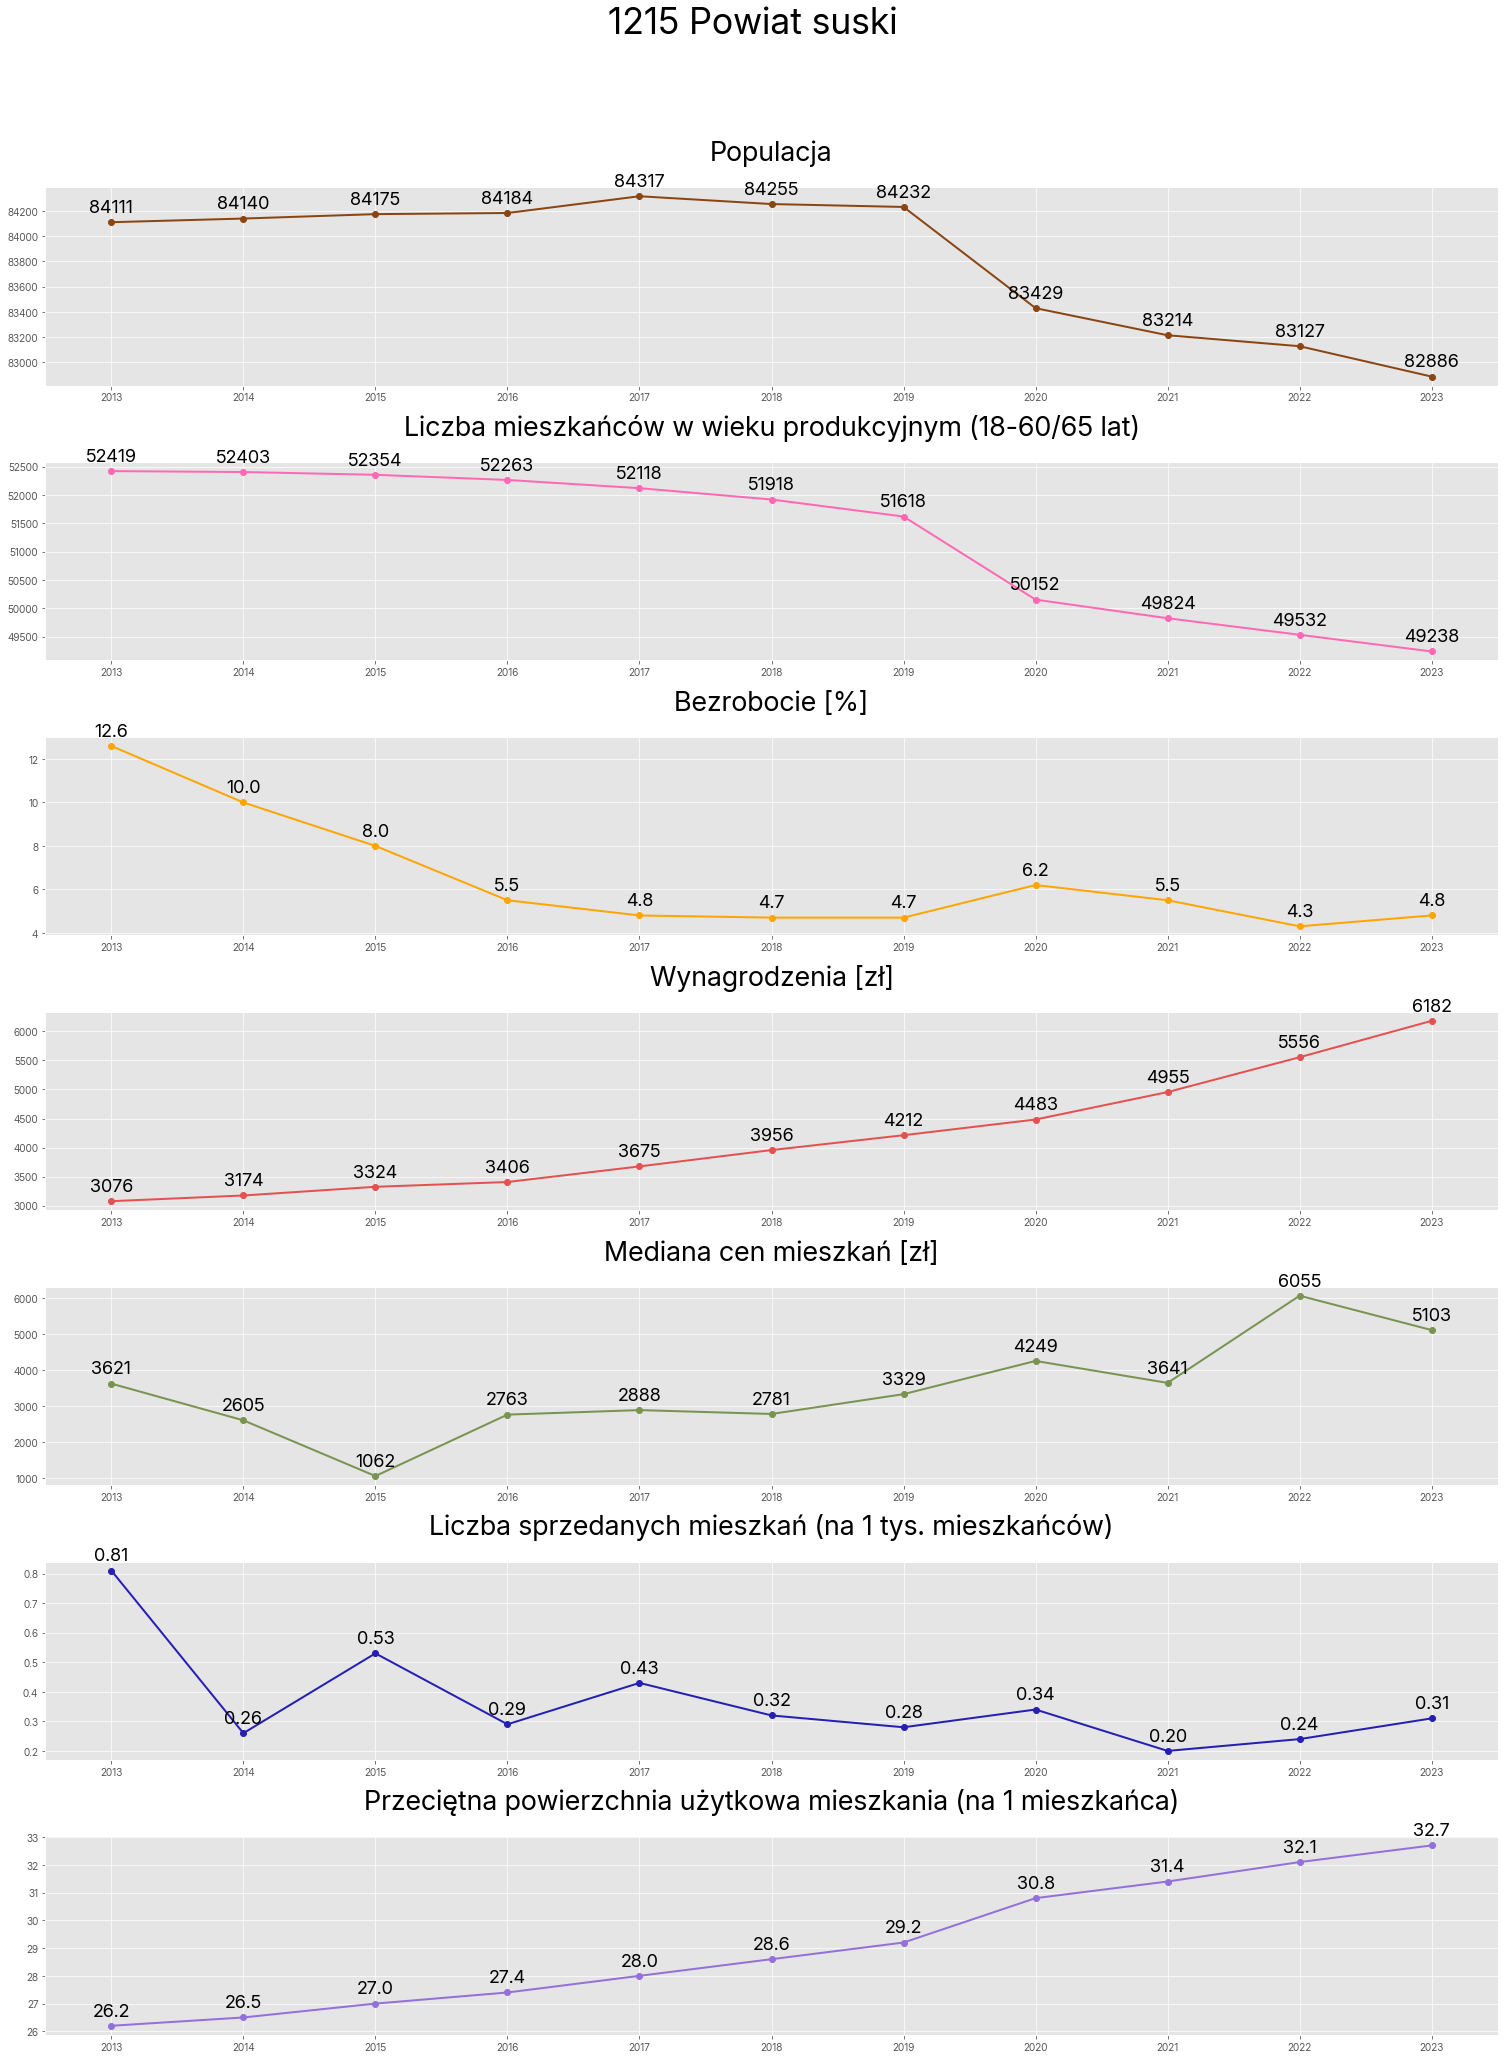 1215 Powiat suski
Populacja
84111 84140 84175 84184 84317 84255 84232 83429 83214 83127 82886
84200
84000
83800
83600
83400
83200
83000
2013 2014 2015 2016 2017 2018 2019 2020 2021 2022 2023
Liczba mieszkańców w wieku produkcyjnym (18-60/65 lat)
52419 52403 52354 52263 52118 51918 51618 50152 49824 49532 49238
52500
52000
51500
51000
50500
50000
49500
2013 2014 2015 2016 2017 2018 2019 2020 2021 2022 2023
Bezrobocie [%]
12.6 10.0 8.0 5.5 4.8 4.7 4.7 6.2 5.5 4.3 4.8
12
10
8
6
4
2013 2014 2015 2016 2017 2018 2019 2020 2021 2022 2023
Wynagrodzenia [zł]
3076 3174 3324 3406 3675 3956 4212 4483 4955 5556 6182
6000
5500
5000
4500
4000
3500
3000
2013 2014 2015 2016 2017 2018 2019 2020 2021 2022 2023
Mediana cen mieszkań [zł]
3621 2605 1062 2763 2888 2781 3329 4249 3641 6055 5103
6000
5000
4000
3000
2000
1000
2013 2014 2015 2016 2017 2018 2019 2020 2021 2022 2023
Liczba sprzedanych mieszkań (na 1 tys. mieszkańców)
0.81 0.26 0.53 0.29 0.43 0.32 0.28 0.34 0.20 0.24 0.31
0.8
0.7
0.6
0.5
0.4
0.3
0.2
2013 2014 2015 2016 2017 2018 2019 2020 2021 2022 2023
Przeciętna powierzchnia użytkowa mieszkania (na 1 mieszkańca)
26.2 26.5 27.0 27.4 28.0 28.6 29.2 30.8 31.4 32.1 32.7
33
32
31
30
29
28
27
26
2013 2014 2015 2016 2017 2018 2019 2020 2021 2022 2023